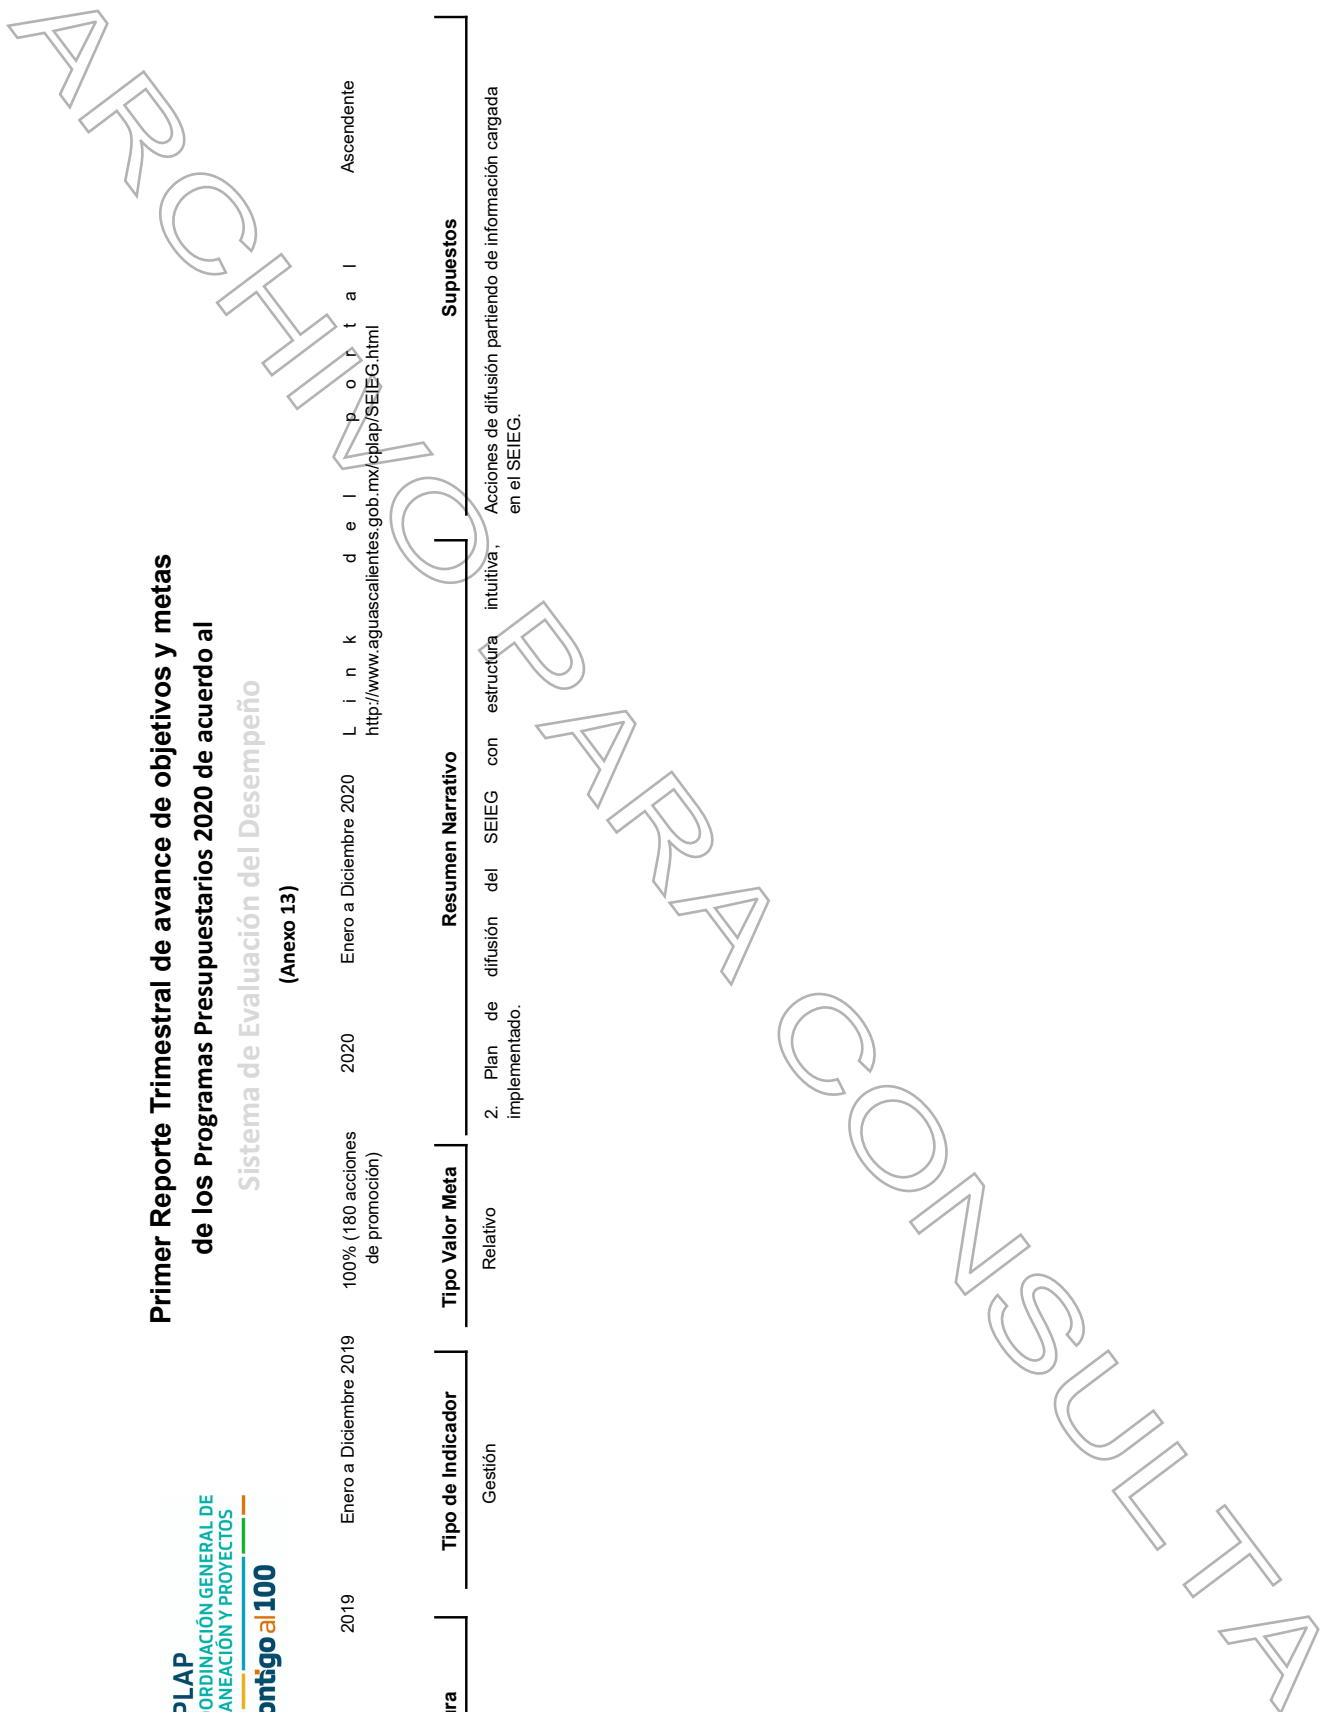 PLAP
ORDINACIÓN GENERAL DE
ANEACIÓN Y PROYECTOS
ontigo al 100
Primer Reporte Trimestral de avance de objetivos y metas
de los Programas Presupuestarios 2020 de acuerdo al
Sistema de Evaluación del Desempeño
(Anexo 13)
2019
Enero a Diciembre 2019
100% (180 acciones
de promoción)
2020
Enero a Diciembre 2020
L i n k d e l p o r t a l
http://www.aguascalientes.gob.mx/cplap/SEIEG.html
Ascendente
ra
Tipo de Indicador
Tipo Valor Meta
Resumen Narrativo
Supuestos
Gestión
Relativo
2. Plan de difusión del SEIEG con estructura intuitiva,
implementado.
Acciones de difusión partiendo de información cargada
en el SEIEG.
ARCHIVO PARA CONSULTA